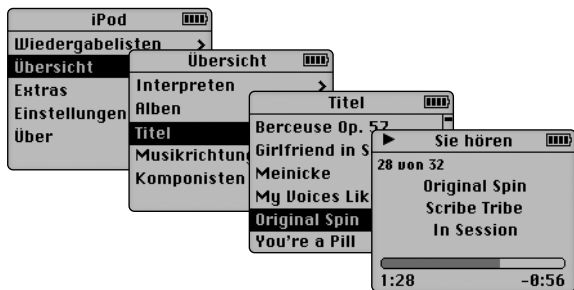 iPod
Wiedergabelisten >
Übersicht
Extras
Einstellungen
Über
Übersicht
Interpreten >
Alben
Titel
Musikrichtung
Komponisten
Titel
Berceuse Op. 57
Girlfriend in S
Meinicke
My Voices Lik
Original Spin
You're a Pill
Sie hören
28 von 32
Original Spin
Scribe Tribe
In Session
1:28 -0:56